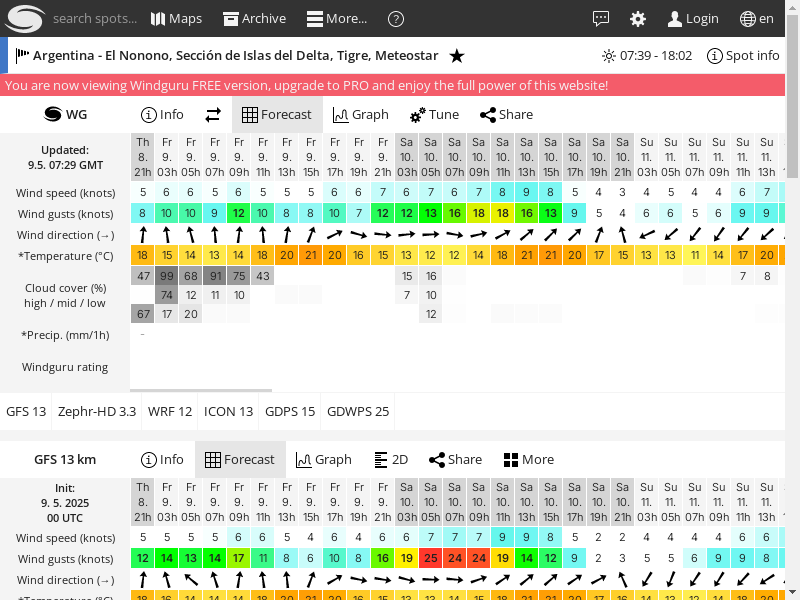 search spots... Maps Archive More... ? Login en
Argentina - El Nonono, Sección de Islas del Delta, Tigre, Meteostar ★ 07:39 - 18:02 Spot info
You are now viewing Windguru FREE version, upgrade to PRO and enjoy the full power of this website!
WG Info Forecast Graph Tune Share
Updated:
9.5. 07:29 GMT
Th Fr Fr Fr Fr Fr Fr Fr Fr Fr Fr Sa Sa Sa Sa Sa Sa Sa Sa Sa Sa Su Su Su Su Su Su
8. 9. 9. 9. 9. 9. 9. 9. 9. 9. 9. 10. 10. 10. 10. 10. 10. 10. 10. 10. 10. 11. 11. 11. 11. 11. 11.
21h 03h 05h 07h 09h 11h 13h 15h 17h 19h 21h 03h 05h 07h 09h 11h 13h 15h 17h 19h 21h 03h 05h 07h 09h 11h 13h
Wind speed (knots) 5 6 6 5 6 5 5 5 6 6 7 6 7 6 7 8 9 8 5 4 3 4 5 4 4 6 7
Wind gusts (knots) 8 10 10 9 12 10 8 8 10 7 12 12 13 16 18 18 16 13 9 5 4 6 6 5 6 9 9
Wind direction (→)
*Temperature (°C) 18 15 14 13 14 18 20 21 20 16 15 13 12 12 14 18 21 21 20 17 15 13 13 11 14 17 20
Cloud cover (%)
high / mid / low
47 99 68 91 75 43 15 16 7 8
74 12 11 10 7 10
67 17 20 12
*Precip. (mm/1h) -
Windguru rating
GFS 13 Zephr-HD 3.3 WRF 12 ICON 13 GDPS 15 GDWPS 25
GFS 13 km Info Forecast Graph 2D Share More
Init:
9. 5. 2025
00 UTC
Th Fr Fr Fr Fr Fr Fr Fr Fr Fr Fr Sa Sa Sa Sa Sa Sa Sa Sa Sa Sa Su Su Su Su Su Su
8. 9. 9. 9. 9. 9. 9. 9. 9. 9. 9. 10. 10. 10. 10. 10. 10. 10. 10. 10. 10. 11. 11. 11. 11. 11. 11.
21h 03h 05h 07h 09h 11h 13h 15h 17h 19h 21h 03h 05h 07h 09h 11h 13h 15h 17h 19h 21h 03h 05h 07h 09h 11h 13h
Wind speed (knots) 5 5 5 5 6 6 5 4 6 4 6 6 7 7 7 9 9 8 5 2 2 4 4 4 4 6 6
Wind gusts (knots) 12 14 13 14 17 11 8 6 10 8 16 19 25 24 24 19 14 12 9 2 3 5 5 6 9 9 8
Wind direction (→)
*Temperature (°C)